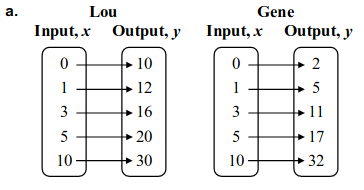 a. Lou Gene
Input, x Output, y Input, x Output, y
0 10 0 2
1 12 1 5
3 16 3 11
5 20 5 17
10 30 10 32